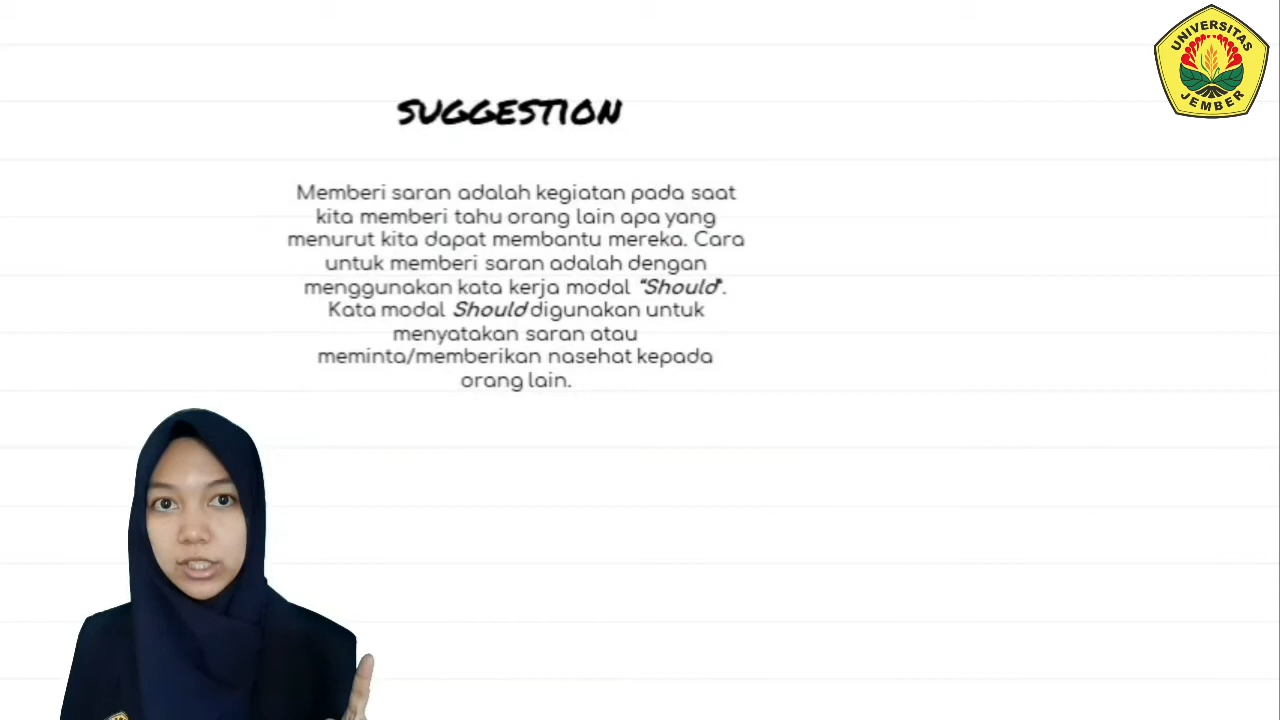 UNIVERSITAS
JEMBER
SUGGESTION
Memberi saran adalah kegiatan pada saat
kita memberi tahu orang lain apa yang
menurut kita dapat membantu mereka. Cara
untuk memberi saran adalah dengan
menggunakan kata kerja modal "Should".
Kata modal Should digunakan untuk
menyatakan saran atau
meminta/memberikan nasehat kepada
orang lain.